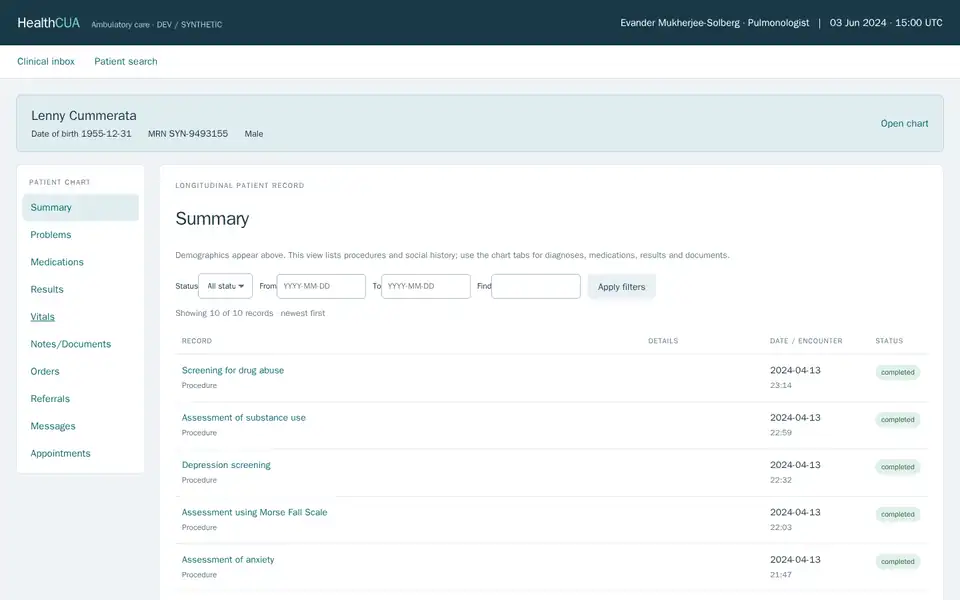 HealthCUA Ambulatory care · DEV / SYNTHETIC Evander Mukherjee-Solberg · Pulmonologist | 03 Jun 2024 · 15:00 UTC
Clinical inbox Patient search
Lenny Cummerata
Date of birth 1955-12-31 MRN SYN-9493155 Male
Open chart
PATIENT CHART
Summary
Problems
Medications
Results
Vitals
Notes/Documents
Orders
Referrals
Messages
Appointments
LONGITUDINAL PATIENT RECORD
Summary
Demographics appear above. This view lists procedures and social history; use the chart tabs for diagnoses, medications, results and documents.
Status All statu From YYYY-MM-DD To YYYY-MM-DD Find Apply filters
Showing 10 of 10 records · newest first
RECORD DETAILS DATE / ENCOUNTER STATUS
Screening for drug abuse 2024-04-13 completed
Procedure 23:14
Assessment of substance use 2024-04-13 completed
Procedure 22:59
Depression screening 2024-04-13 completed
Procedure 22:32
Assessment using Morse Fall Scale 2024-04-13 completed
Procedure 22:03
Assessment of anxiety 2024-04-13 completed
Procedure 21:47